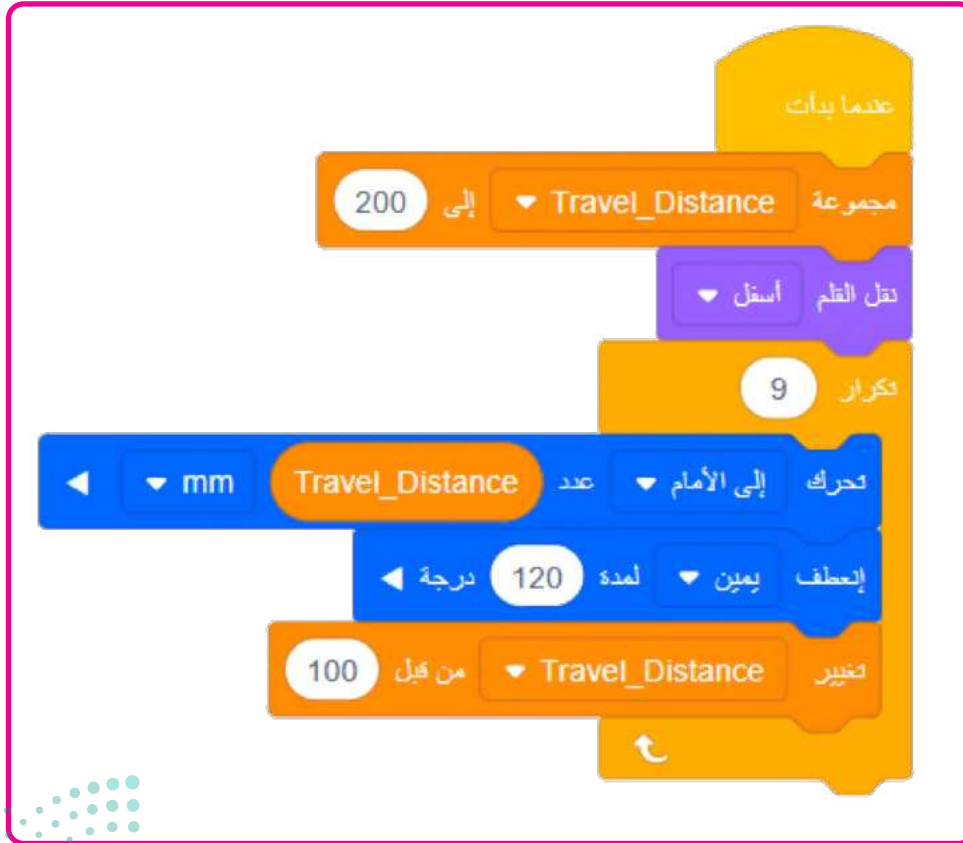 عندما بدأت
مجموعة Travel_Distance إلى 200
نقل القلم أسفل
تكرار 9
تحرك إلى الأمام عدد Travel_Distance mm
إنعطف يمين لمدة 120 درجة
تغيير Travel_Distance من قبل 100